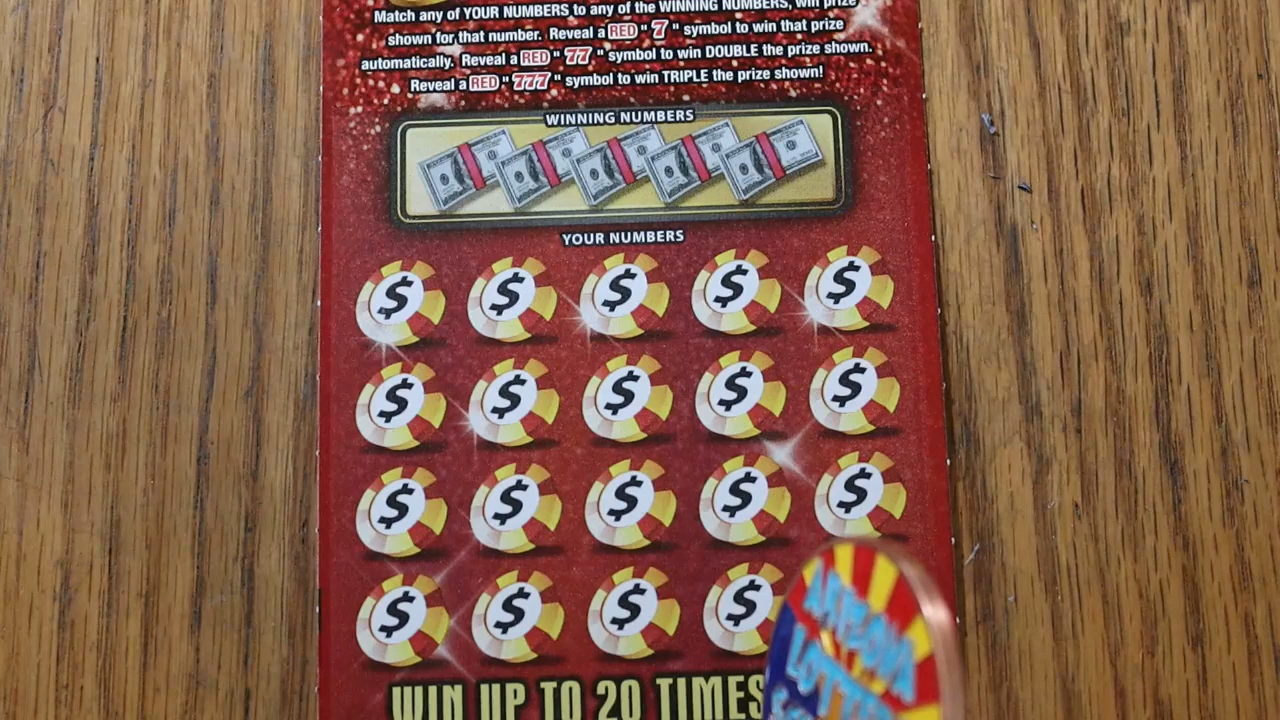 Match any of YOUR NUMBERS to any of the WINNING NUMBERS, win prize
shown for that number. Reveal a RED "7" symbol to win that prize
automatically. Reveal a RED "77" symbol to win DOUBLE the prize shown.
Reveal a RED "777" symbol to win TRIPLE the prize shown!
WINNING NUMBERS
YOUR NUMBERS
$ $ $ $ $
$ $ $ $ $
$ $ $ $ $
$ $ $ $
WIN UP TO 20 TIMES
ARIZONA
LOTTERY